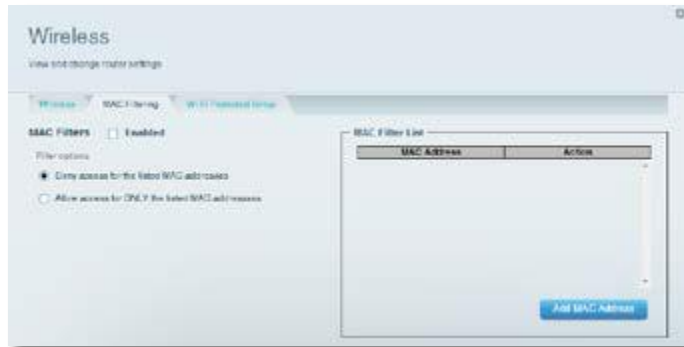 Wireless
View and change router settings
Wireless MAC Filtering Wi-Fi Protected Setup
MAC Filters Enabled
Filter options
Deny access for the listed MAC addresses
Allow access for ONLY the listed MAC addresses
MAC Filter List
MAC Address Action
Add MAC Address